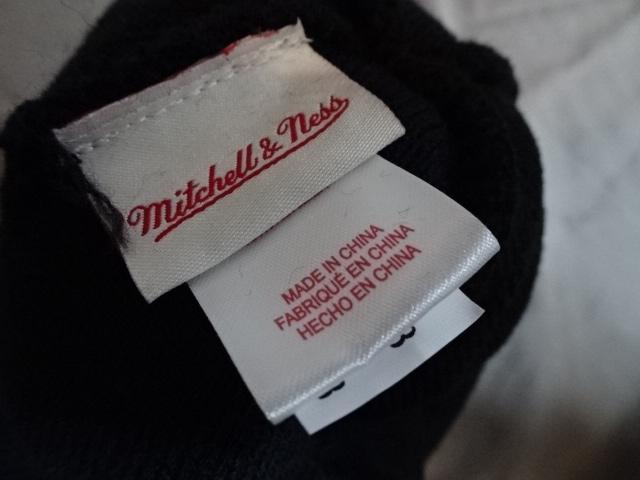 Mitchell & Ness
MADE IN CHINA
FABRIQUÉ EN CHINA
HECHO EN CHINA